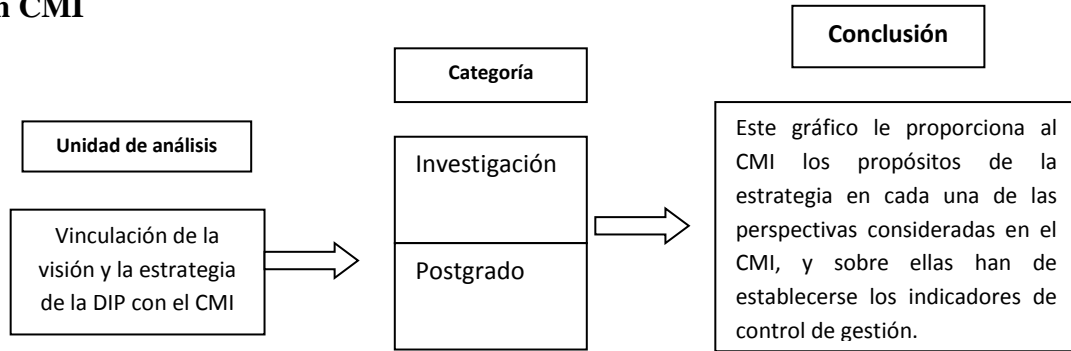 CMI
Unidad de análisis
Vinculación de la
visión y la estrategia
de la DIP con el CMI
Categoría
Investigación
Postgrado
Conclusión
Este gráfico le proporciona al
CMI los propósitos de la
estrategia en cada una de las
perspectivas consideradas en el
CMI, y sobre ellas han de
establecerse los indicadores de
control de gestión.